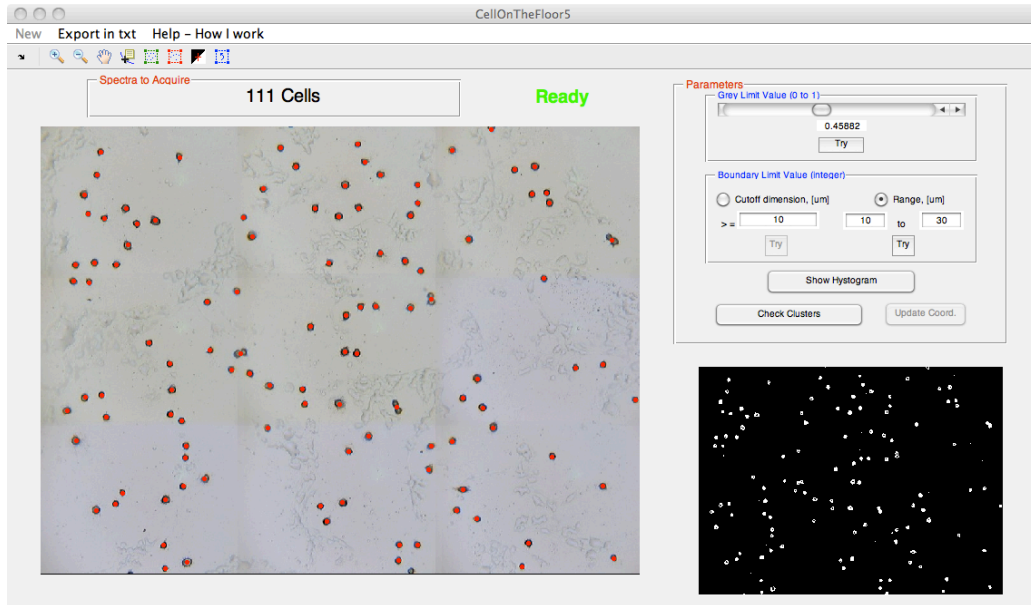 CellOnTheFloor5
New Export in txt Help - How I work
Spectra to Acquire
111 Cells
Ready
Parameters
Grey Limit Value (0 to 1)
0.45882
Try
Boundary Limit Value (integer)
Cutoff dimension, [um] Range, [um]
>= 10 10 to 30
Try Try
Show Hystogram
Check Clusters Update Coord.